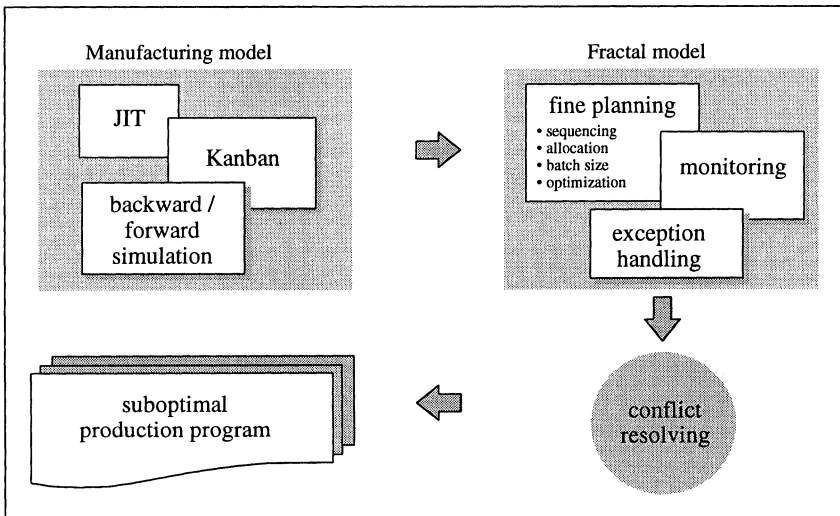 Manufacturing model
JIT
Kanban
backward /
forward
simulation
Fractal model
fine planning
• sequencing
• allocation
• batch size
• optimization
monitoring
exception
handling
conflict
resolving
suboptimal
production program